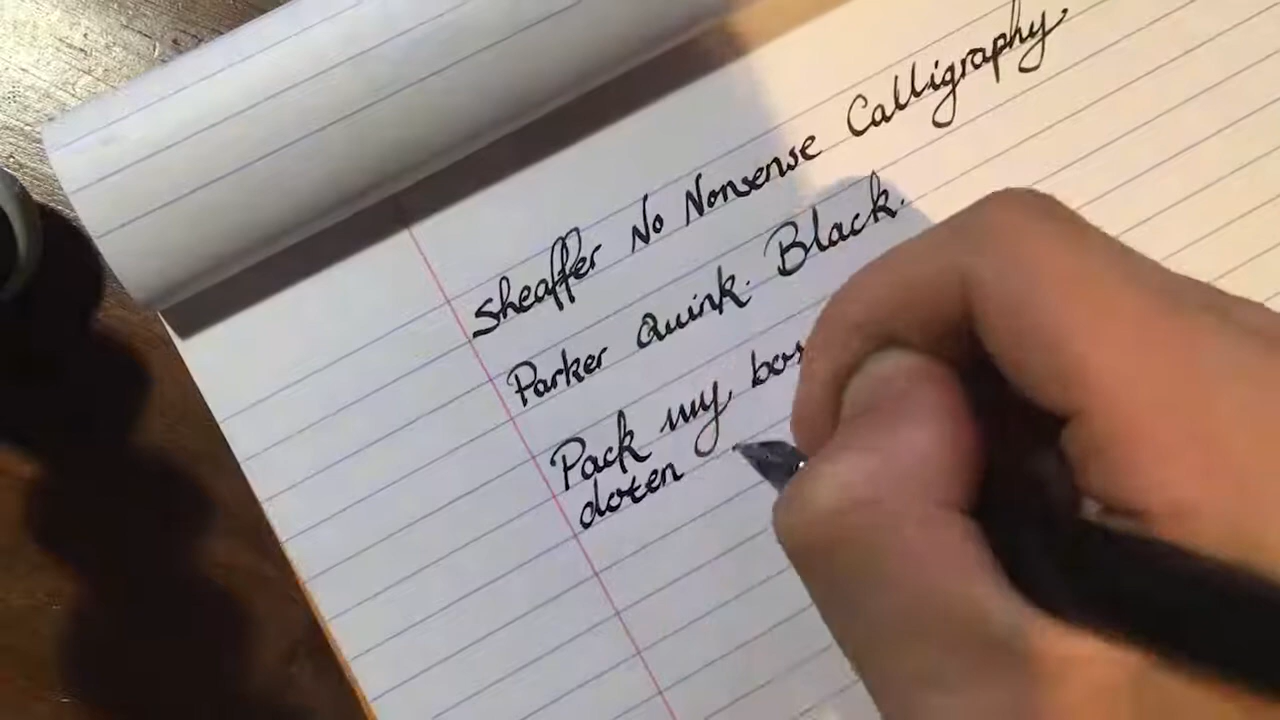 Sheaffer No Nonsense Calligraphy.
Parker Quink. Black.
Pack my
dozen